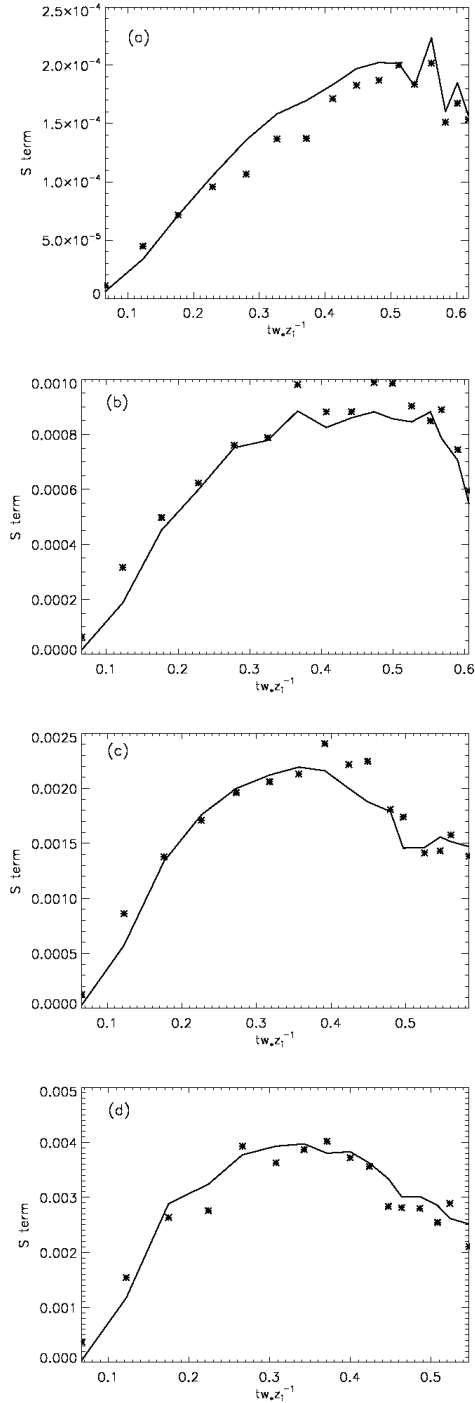 (a)
2.5×10⁻⁴
2.0×10⁻⁴
1.5×10⁻⁴
1.0×10⁻⁴
5.0×10⁻⁵
0
S term
0.1 0.2 0.3 0.4 0.5 0.6
tw*z₁⁻¹
(b)
0.0010
0.0008
0.0006
0.0004
0.0002
0.0000
S term
0.1 0.2 0.3 0.4 0.5 0.6
tw*z₁⁻¹
(c)
0.0025
0.0020
0.0015
0.0010
0.0005
0.0000
S term
0.1 0.2 0.3 0.4 0.5
tw*z₁⁻¹
(d)
0.005
0.004
0.003
0.002
0.001
0.000
S term
0.1 0.2 0.3 0.4 0.5
tw*z₁⁻¹